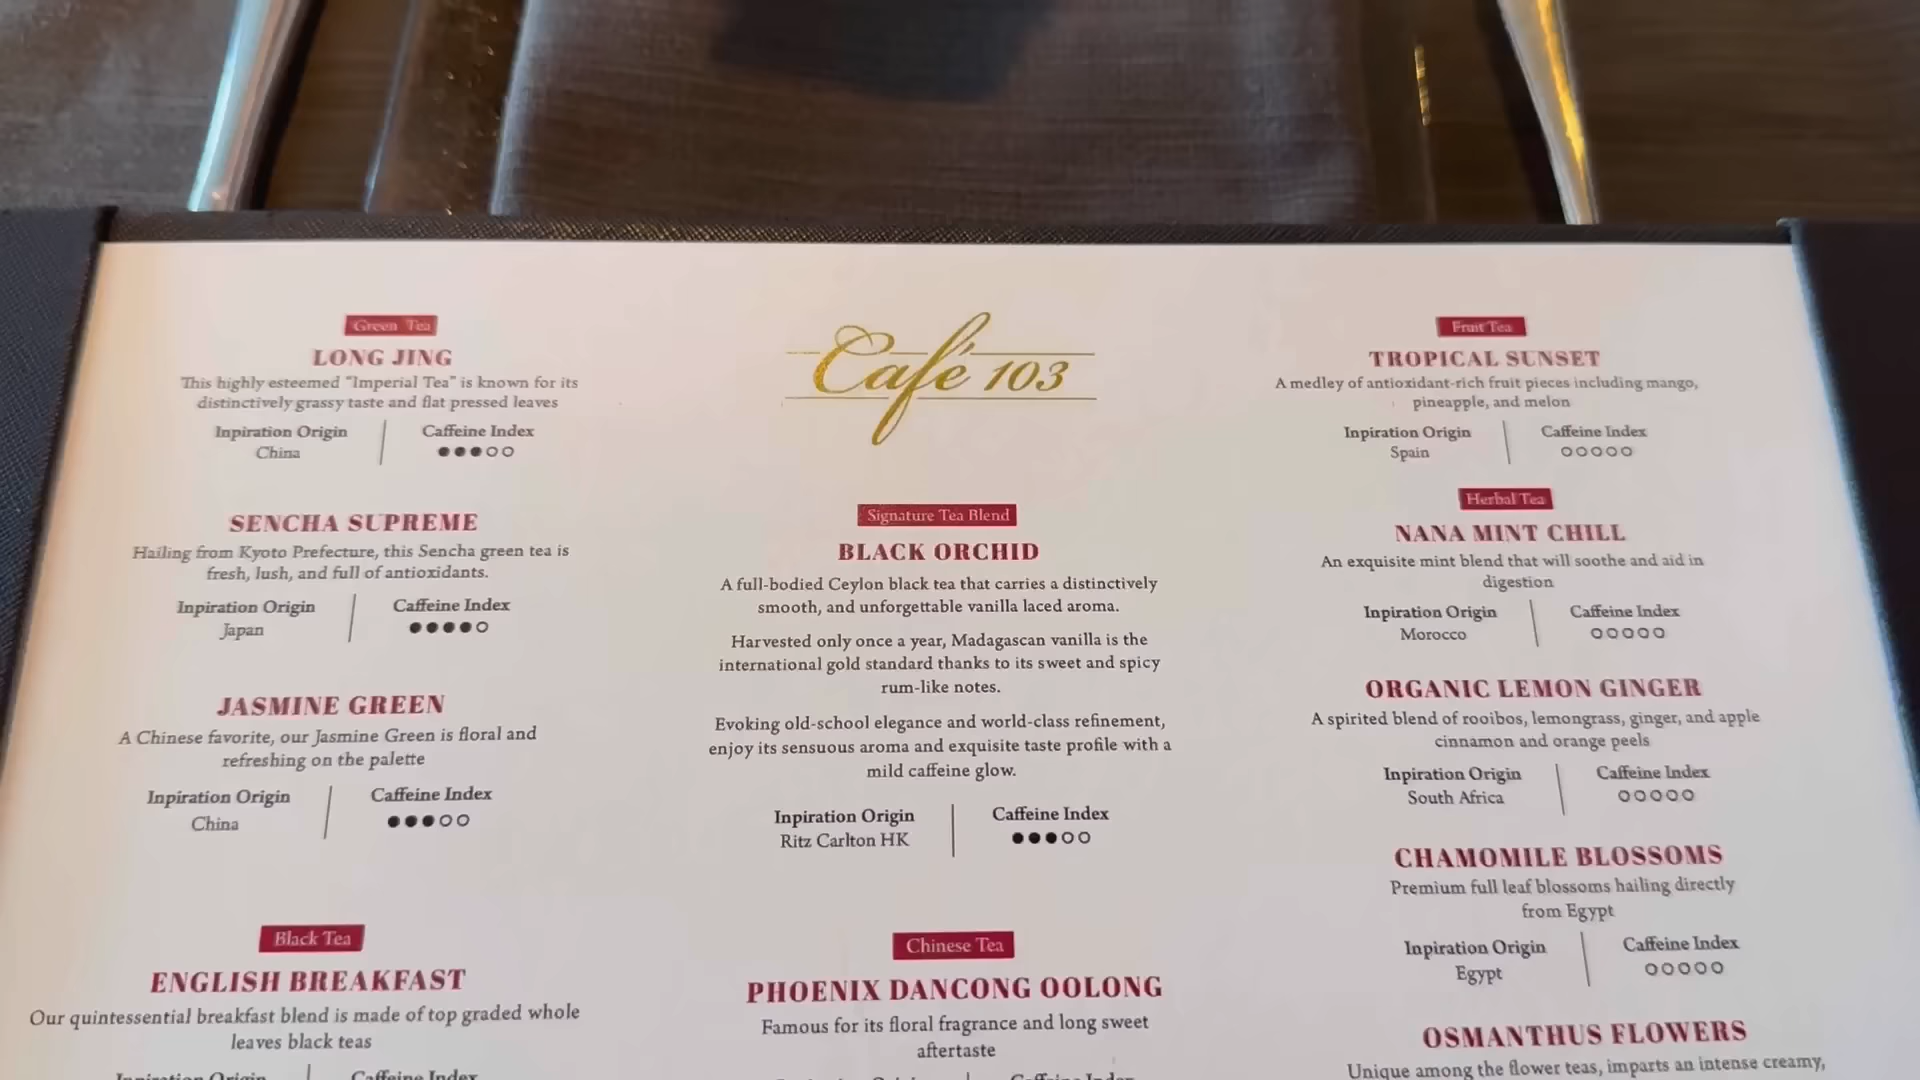 Green Tea
LONG JING
This highly esteemed "Imperial Tea" is known for its
distinctively grassy taste and flat pressed leaves
Inpiration Origin
China
Caffeine Index
SENCHA SUPREME
Hailing from Kyoto Prefecture, this Sencha green tea is
fresh, lush, and full of antioxidants.
Inpiration Origin
Japan
Caffeine Index
JASMINE GREEN
A Chinese favorite, our Jasmine Green is floral and
refreshing on the palette
Inpiration Origin
China
Caffeine Index
Black Tea
ENGLISH BREAKFAST
Our quintessential breakfast blend is made of top graded whole
leaves black teas
Inpiration Origin
Caffeine Index
Café 103
Signature Tea Blend
BLACK ORCHID
A full-bodied Ceylon black tea that carries a distinctively
smooth, and unforgettable vanilla laced aroma.
Harvested only once a year, Madagascan vanilla is the
international gold standard thanks to its sweet and spicy
rum-like notes.
Evoking old-school elegance and world-class refinement,
enjoy its sensuous aroma and exquisite taste profile with a
mild caffeine glow.
Inpiration Origin
Ritz Carlton HK
Caffeine Index
Chinese Tea
PHOENIX DANCONG OOLONG
Famous for its floral fragrance and long sweet
aftertaste
Fruit Tea
TROPICAL SUNSET
A medley of antioxidant-rich fruit pieces including mango,
pineapple, and melon
Inpiration Origin
Spain
Caffeine Index
Herbal Tea
NANA MINT CHILL
An exquisite mint blend that will soothe and aid in
digestion
Inpiration Origin
Morocco
Caffeine Index
ORGANIC LEMON GINGER
A spirited blend of rooibos, lemongrass, ginger, and apple
cinnamon and orange peels
Inpiration Origin
South Africa
Caffeine Index
CHAMOMILE BLOSSOMS
Premium full leaf blossoms hailing directly
from Egypt
Inpiration Origin
Egypt
Caffeine Index
OSMANTHUS FLOWERS
Unique among the flower teas, imparts an intense creamy,